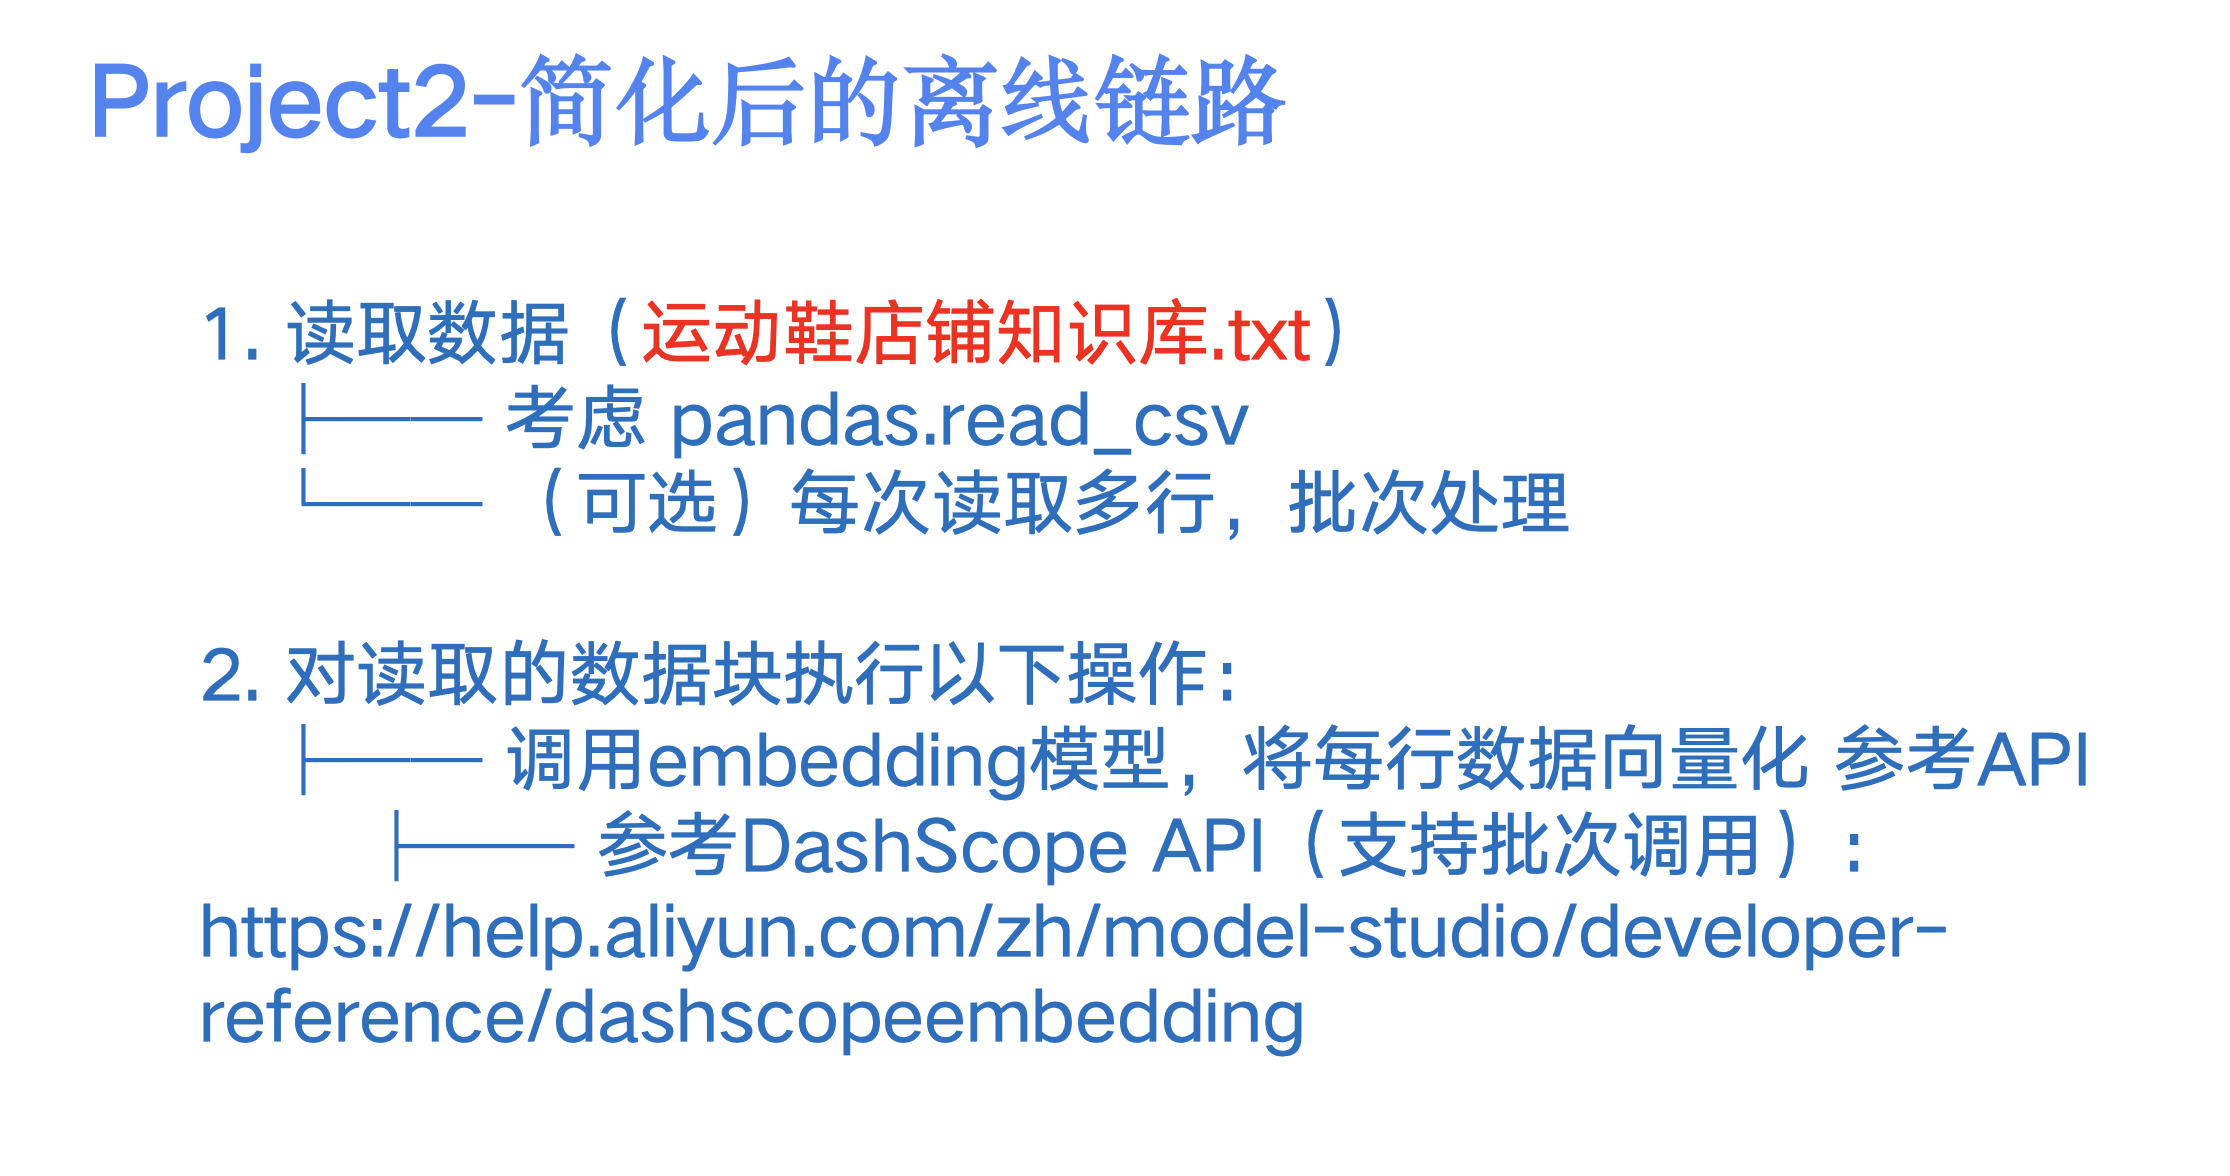 Project2-简化后的离线链路
1. 读取数据（运动鞋店铺知识库.txt）
├── 考虑 pandas.read_csv
└── （可选）每次读取多行，批次处理
2. 对读取的数据块执行以下操作：
├── 调用embedding模型，将每行数据向量化 参考API
├── 参考DashScope API（支持批次调用）：
https://help.aliyun.com/zh/model-studio/developer-
reference/dashscopeembedding